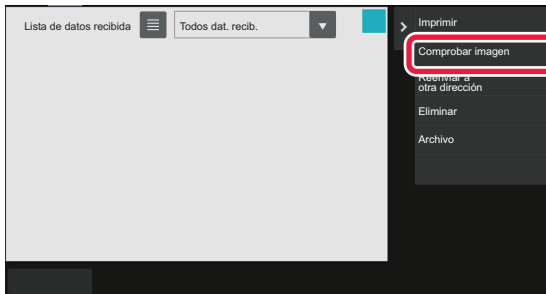 Lista de datos recibida
Todos dat. recib.
Imprimir
Comprobar imagen
Reenviar a
otra dirección
Eliminar
Archivo